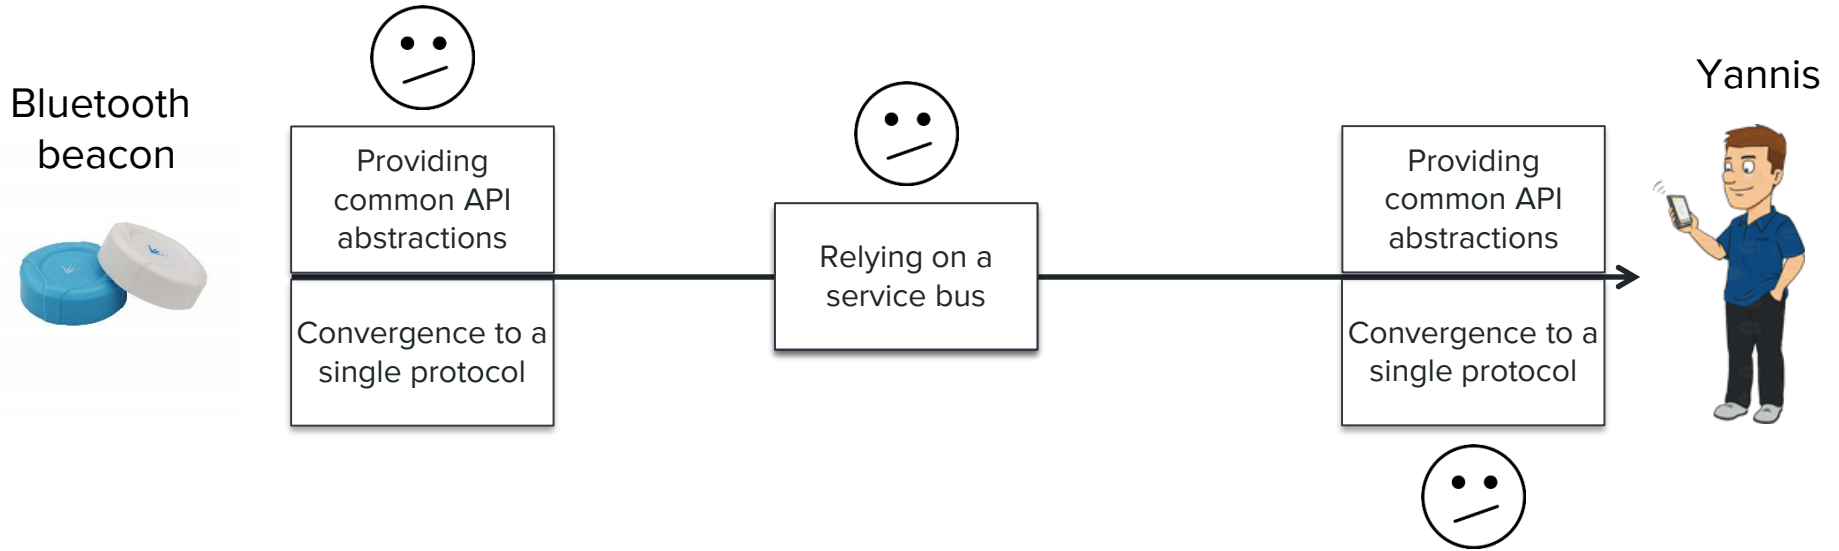 Bluetooth
beacon
Providing
common API
abstractions
Convergence to a
single protocol
Relying on a
service bus
Providing
common API
abstractions
Convergence to a
single protocol
Yannis